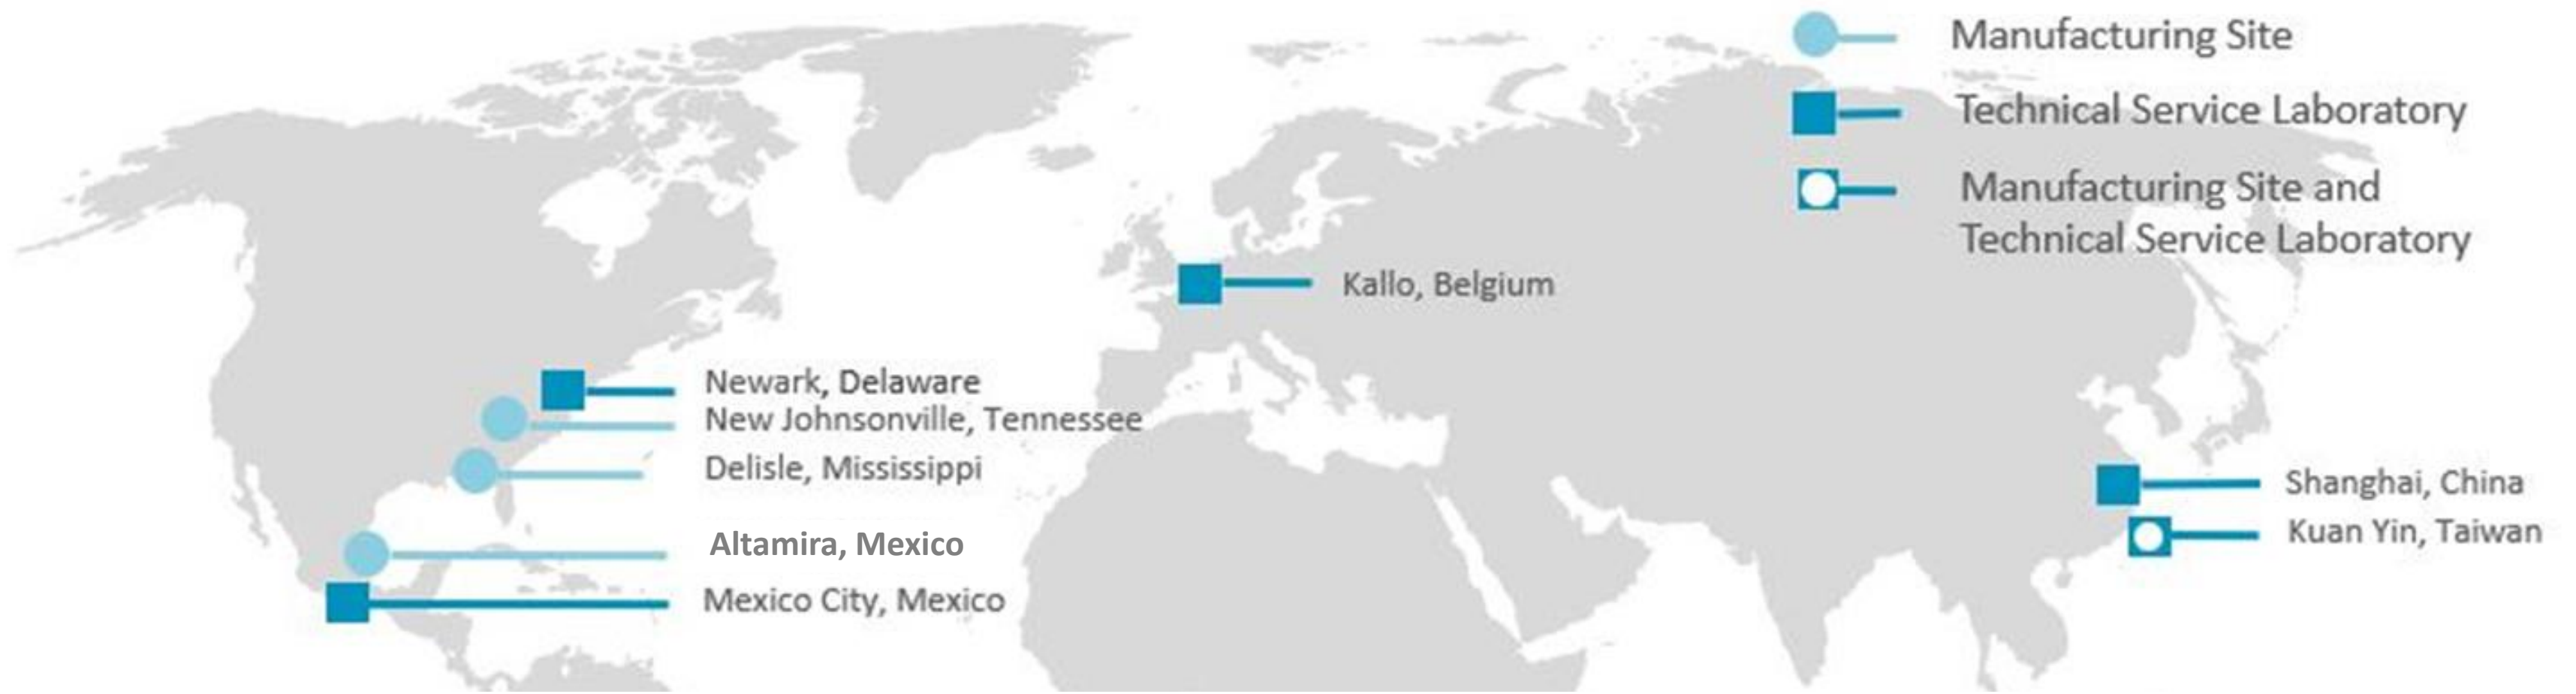 Manufacturing Site
Technical Service Laboratory
Manufacturing Site and
Technical Service Laboratory
Kallo, Belgium
Newark, Delaware
New Johnsonville, Tennessee
Delisle, Mississippi
Altamira, Mexico
Mexico City, Mexico
Shanghai, China
Kuan Yin, Taiwan